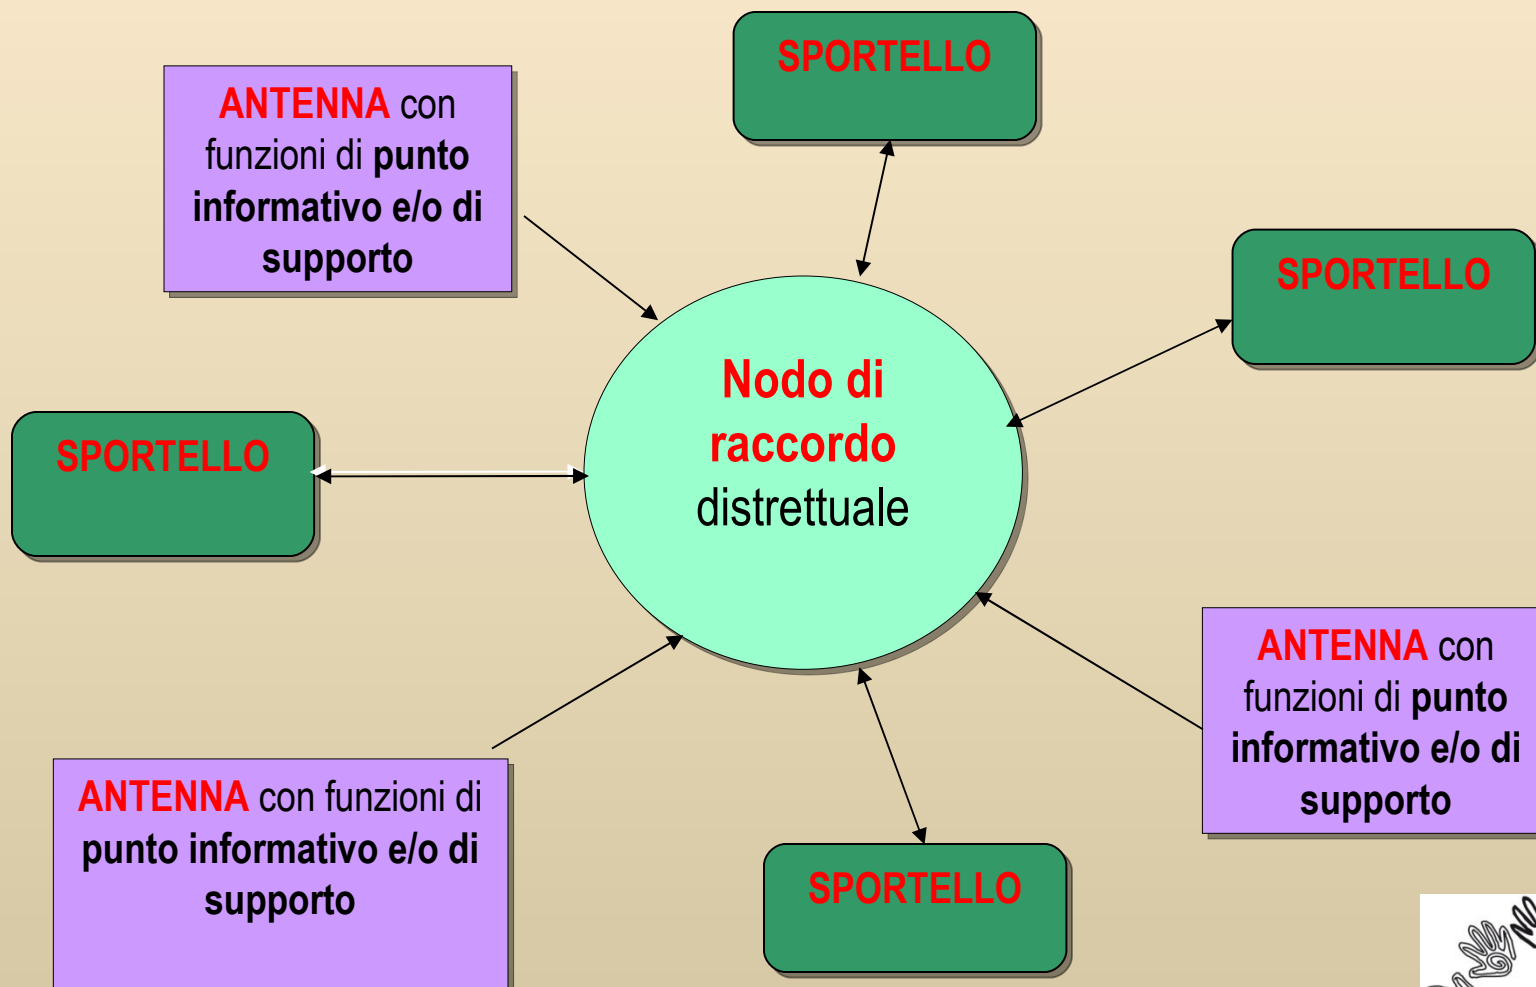 SPORTELLO
ANTENNA con
funzioni di punto
informativo e/o di
supporto
SPORTELLO
Nodo di
raccordo
distrettuale
SPORTELLO
ANTENNA con
funzioni di punto
informativo e/o di
supporto
ANTENNA con funzioni di
punto informativo e/o di
supporto
SPORTELLO